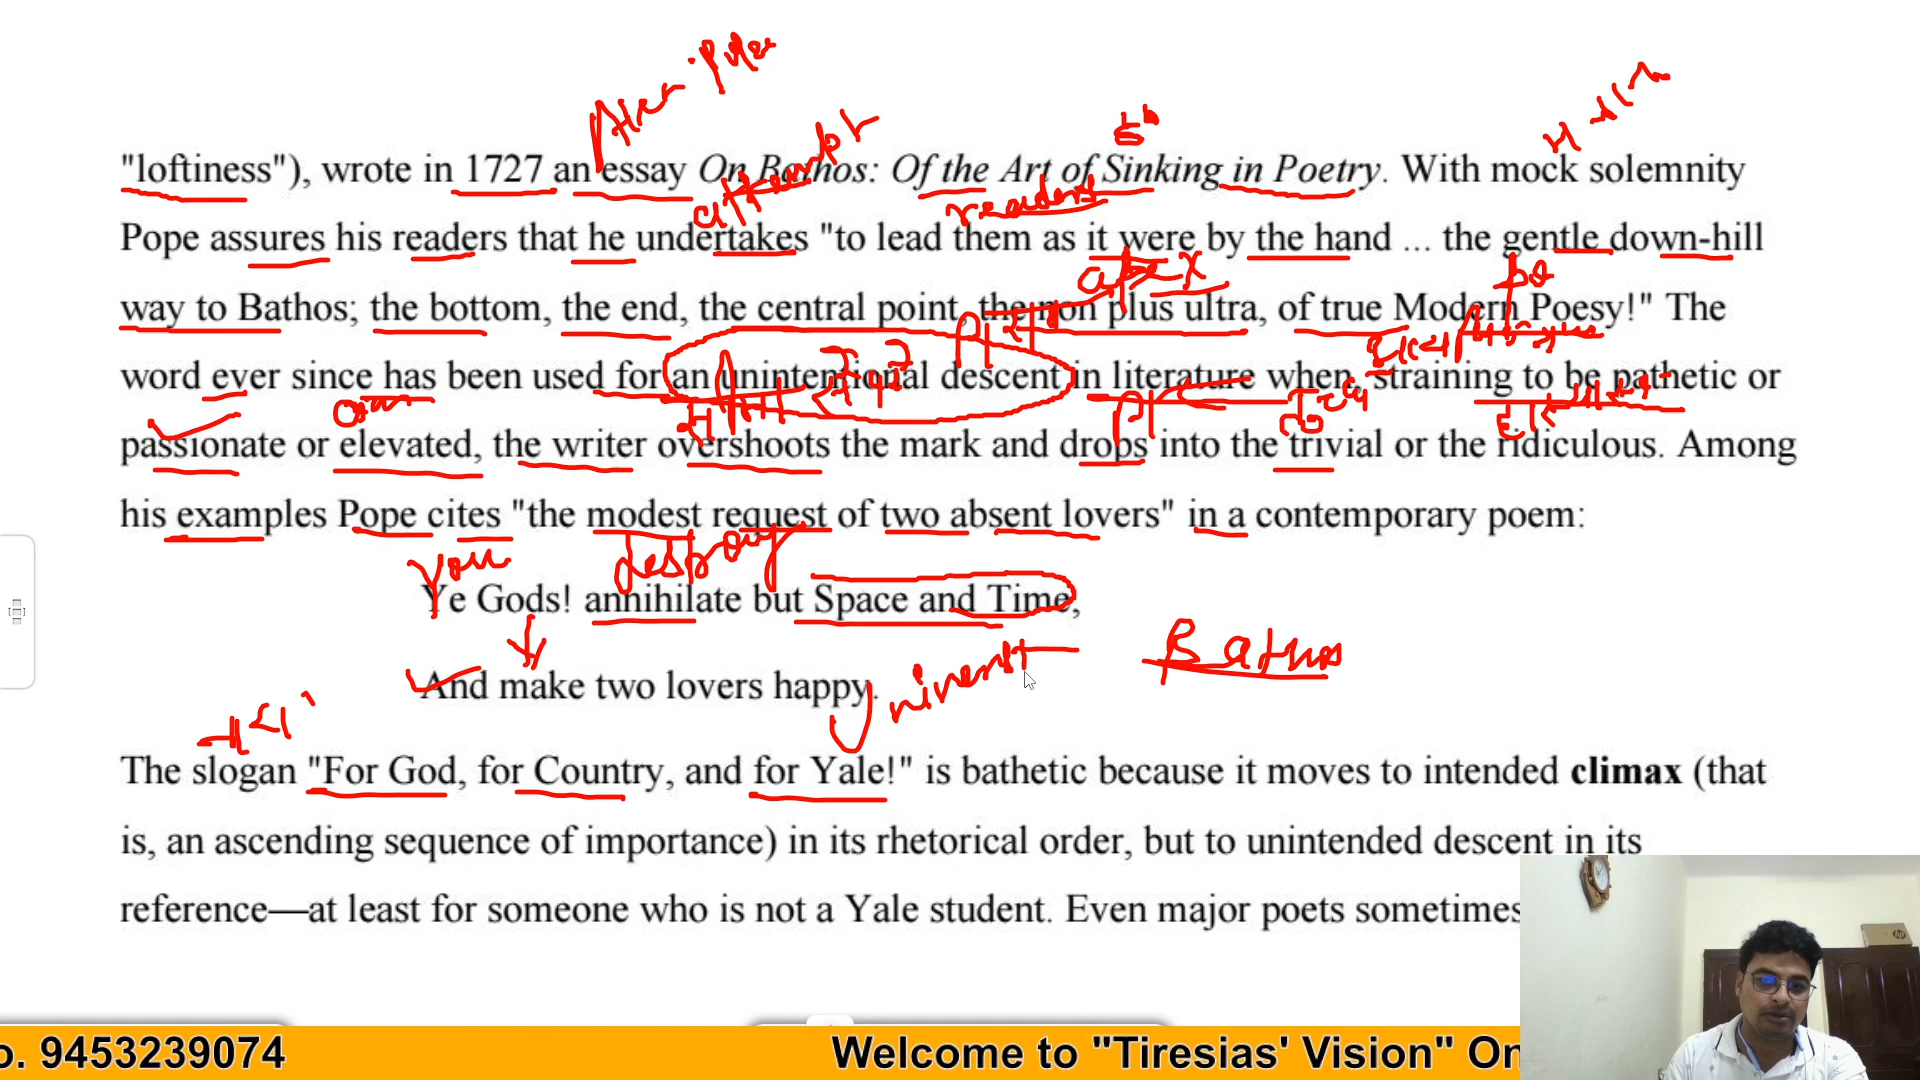 Pope
attempt
"loftiness"), wrote in 1727 an essay On Bathos: Of the Art of Sinking in Poetry. With mock solemnity
readers
Pope assures his readers that he undertakes "to lead them as it were by the hand ... the gentle down-hill
apex
way to Bathos; the bottom, the end, the central point, the non plus ultra, of true Modern Poesy!" The
word ever since has been used for an unintentional descent in literature when, straining to be pathetic or
passionate or elevated, the writer overshoots the mark and drops into the trivial or the ridiculous. Among
his examples Pope cites "the modest request of two absent lovers" in a contemporary poem:
You destroy
Ye Gods! annihilate but Space and Time,
Bathos
And make two lovers happy.
The slogan "For God, for Country, and for Yale!" is bathetic because it moves to intended climax (that
is, an ascending sequence of importance) in its rhetorical order, but to unintended descent in its
reference—at least for someone who is not a Yale student. Even major poets sometimes
o. 9453239074 Welcome to "Tiresias' Vision" On